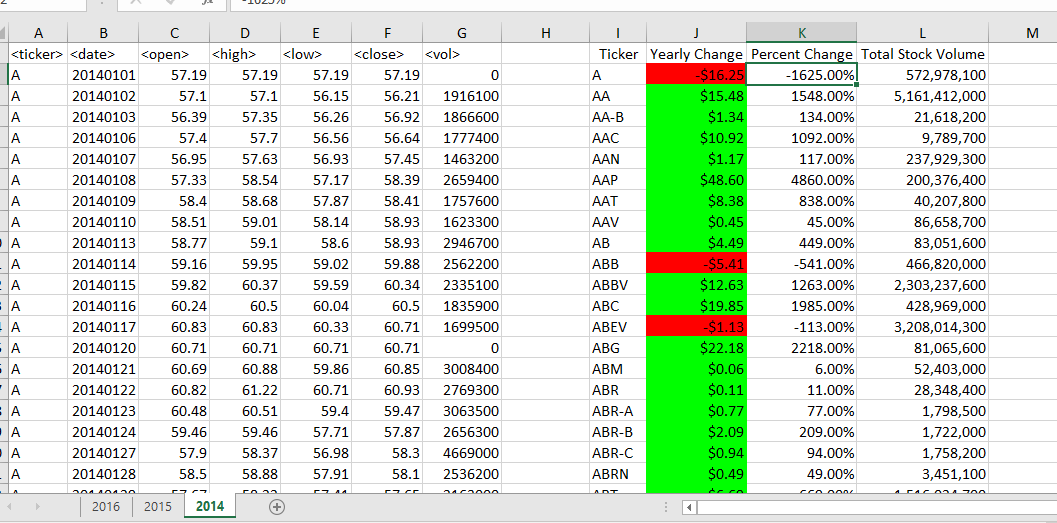 -1625%
A B C D E F G H I J K L M
<ticker> <date> <open> <high> <low> <close> <vol> Ticker Yearly Change Percent Change Total Stock Volume
A 20140101 57.19 57.19 57.19 57.19 0 A -$16.25 -1625.00% 572,978,100
A 20140102 57.1 57.1 56.15 56.21 1916100 AA $15.48 1548.00% 5,161,412,000
A 20140103 56.39 57.35 56.26 56.92 1866600 AA-B $1.34 134.00% 21,618,200
A 20140106 57.4 57.7 56.56 56.64 1777400 AAC $10.92 1092.00% 9,789,700
A 20140107 56.95 57.63 56.93 57.45 1463200 AAN $1.17 117.00% 237,929,300
A 20140108 57.33 58.54 57.17 58.39 2659400 AAP $48.60 4860.00% 200,376,400
A 20140109 58.4 58.68 57.87 58.41 1757600 AAT $8.38 838.00% 40,207,800
A 20140110 58.51 59.01 58.14 58.93 1623300 AAV $0.45 45.00% 86,658,700
A 20140113 58.77 59.1 58.6 58.93 2946700 AB $4.49 449.00% 83,051,600
A 20140114 59.16 59.95 59.02 59.88 2562200 ABB -$5.41 -541.00% 466,820,000
A 20140115 59.82 60.37 59.59 60.34 2335100 ABBV $12.63 1263.00% 2,303,237,600
A 20140116 60.24 60.5 60.04 60.5 1835900 ABC $19.85 1985.00% 428,969,000
A 20140117 60.83 60.83 60.33 60.71 1699500 ABEV -$1.13 -113.00% 3,208,014,300
A 20140120 60.71 60.71 60.71 60.71 0 ABG $22.18 2218.00% 81,065,600
A 20140121 60.69 60.88 59.86 60.85 3008400 ABM $0.06 6.00% 52,403,000
A 20140122 60.82 61.22 60.71 60.93 2769300 ABR $0.11 11.00% 28,348,400
A 20140123 60.48 60.51 59.4 59.47 3063500 ABR-A $0.77 77.00% 1,798,500
A 20140124 59.46 59.46 57.71 57.87 2656300 ABR-B $2.09 209.00% 1,722,000
A 20140127 57.9 58.37 56.98 58.3 4669000 ABR-C $0.94 94.00% 1,758,200
A 20140128 58.5 58.88 57.91 58.1 2536200 ABRN $0.49 49.00% 3,451,100
2016 2015 2014